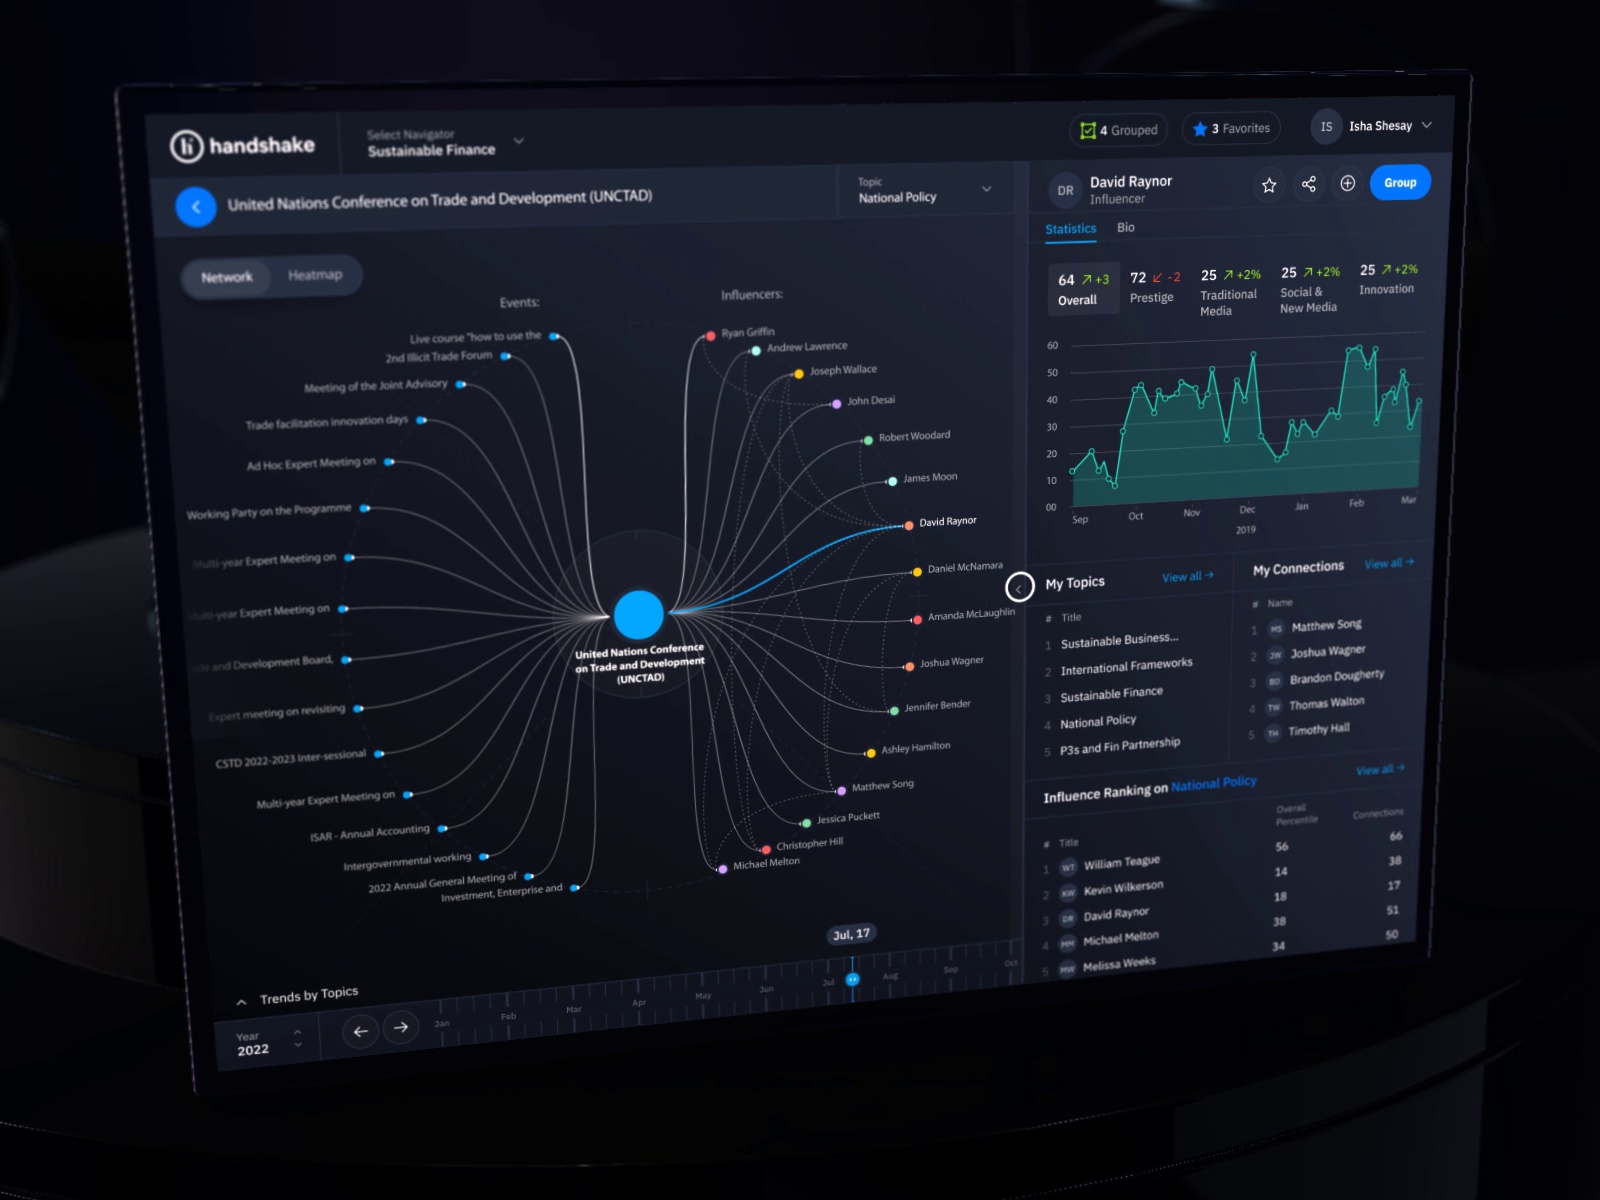 handshake
Select Navigator
Sustainable Finance
4 Grouped
3 Favorites
IS
Isha Shesay
United Nations Conference on Trade and Development (UNCTAD)
Topic
National Policy
Network
Heatmap
Events:
Influencers:
Live course "how to use the
2nd Illicit Trade Forum
Meeting of the Joint Advisory
Trade facilitation innovation days
Ad Hoc Expert Meeting on
Working Party on the Programme
Multi-year Expert Meeting on
Multi-year Expert Meeting on
and Development Board,
Expert meeting on revisiting
CSTD 2022-2023 Inter-sessional
Multi-year Expert Meeting on
ISAR - Annual Accounting
Intergovernmental working
2022 Annual General Meeting of
Investment, Enterprise and
United Nations Conference
on Trade and Development
(UNCTAD)
Ryan Griffin
Andrew Lawrence
Joseph Wallace
John Desai
Robert Woodard
James Moon
David Raynor
Daniel McNamara
Amanda McLaughlin
Joshua Wagner
Jennifer Bender
Ashley Hamilton
Matthew Song
Jessica Puckett
Christopher Hill
Michael Melton
Trends by Topics
Year
2022
Jul, 17
Jan
Feb
Mar
Apr
May
Jun
Jul
Aug
Sep
Oct
DR
David Raynor
Influencer
Group
Statistics
Bio
64 +3
Overall
72 -2
Prestige
25 +2%
Traditional
Media
25 +2%
Social &
New Media
25 +2%
Innovation
60
50
40
30
20
10
00
Sep
Oct
Nov
Dec
Jan
Feb
Mar
2019
My Topics
View all
# Title
1 Sustainable Business...
2 International Frameworks
3 Sustainable Finance
4 National Policy
5 P3s and Fin Partnership
My Connections
View all
# Name
1 MS Matthew Song
2 JW Joshua Wagner
3 BD Brandon Dougherty
4 TW Thomas Walton
5 TH Timothy Hall
Influence Ranking on National Policy
View all
# Title
Overall
Percentile
Connections
1 WT William Teague 56 66
2 KW Kevin Wilkerson 14 38
3 DR David Raynor 18 17
4 MH Michael Melton 38 51
5 MW Melissa Weeks 34 50